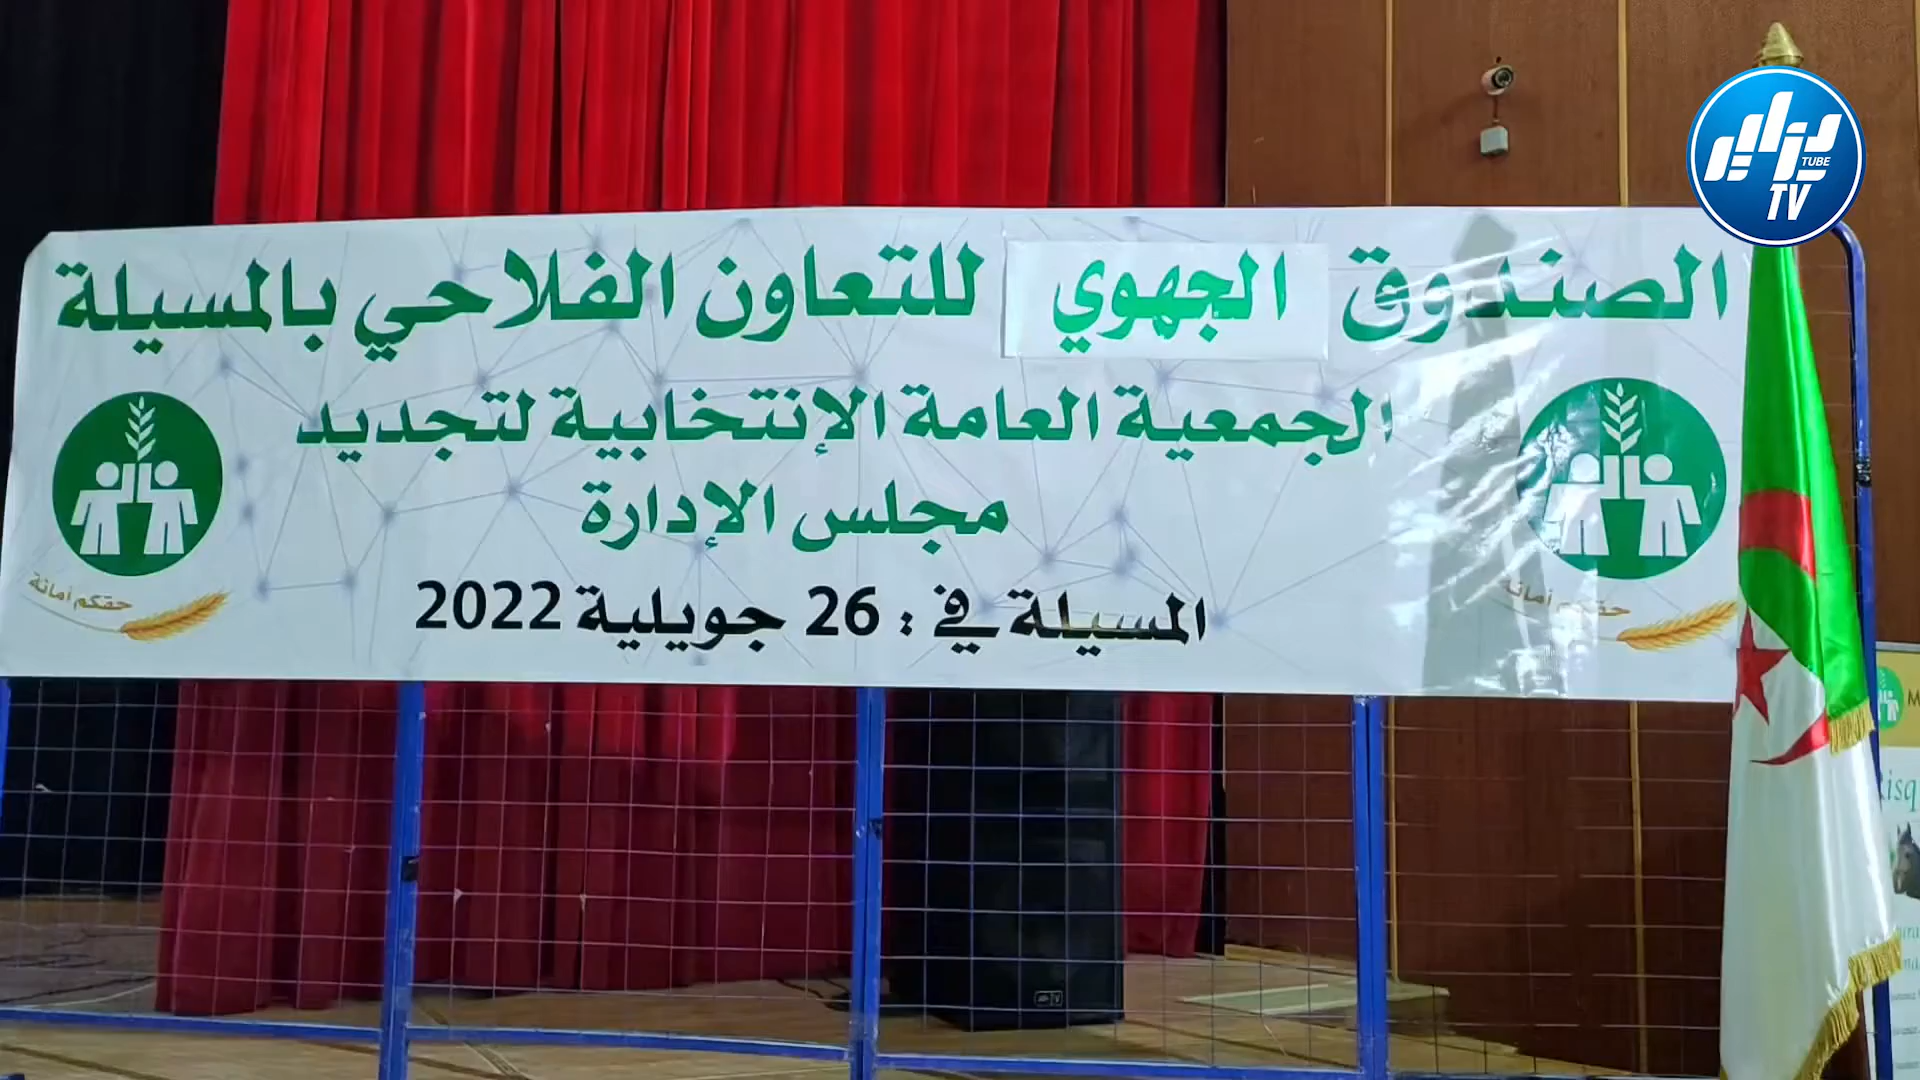 الصندوق الجهوي للتعاون الفلاحي بالمسيلة
الجمعية العامة الإنتخابية لتجديد
مجلس الإدارة
المسيلة في : 26 جويلية 2022
حقكم أمانة
حقكم أمانة
TUBE
TV
M
Risq